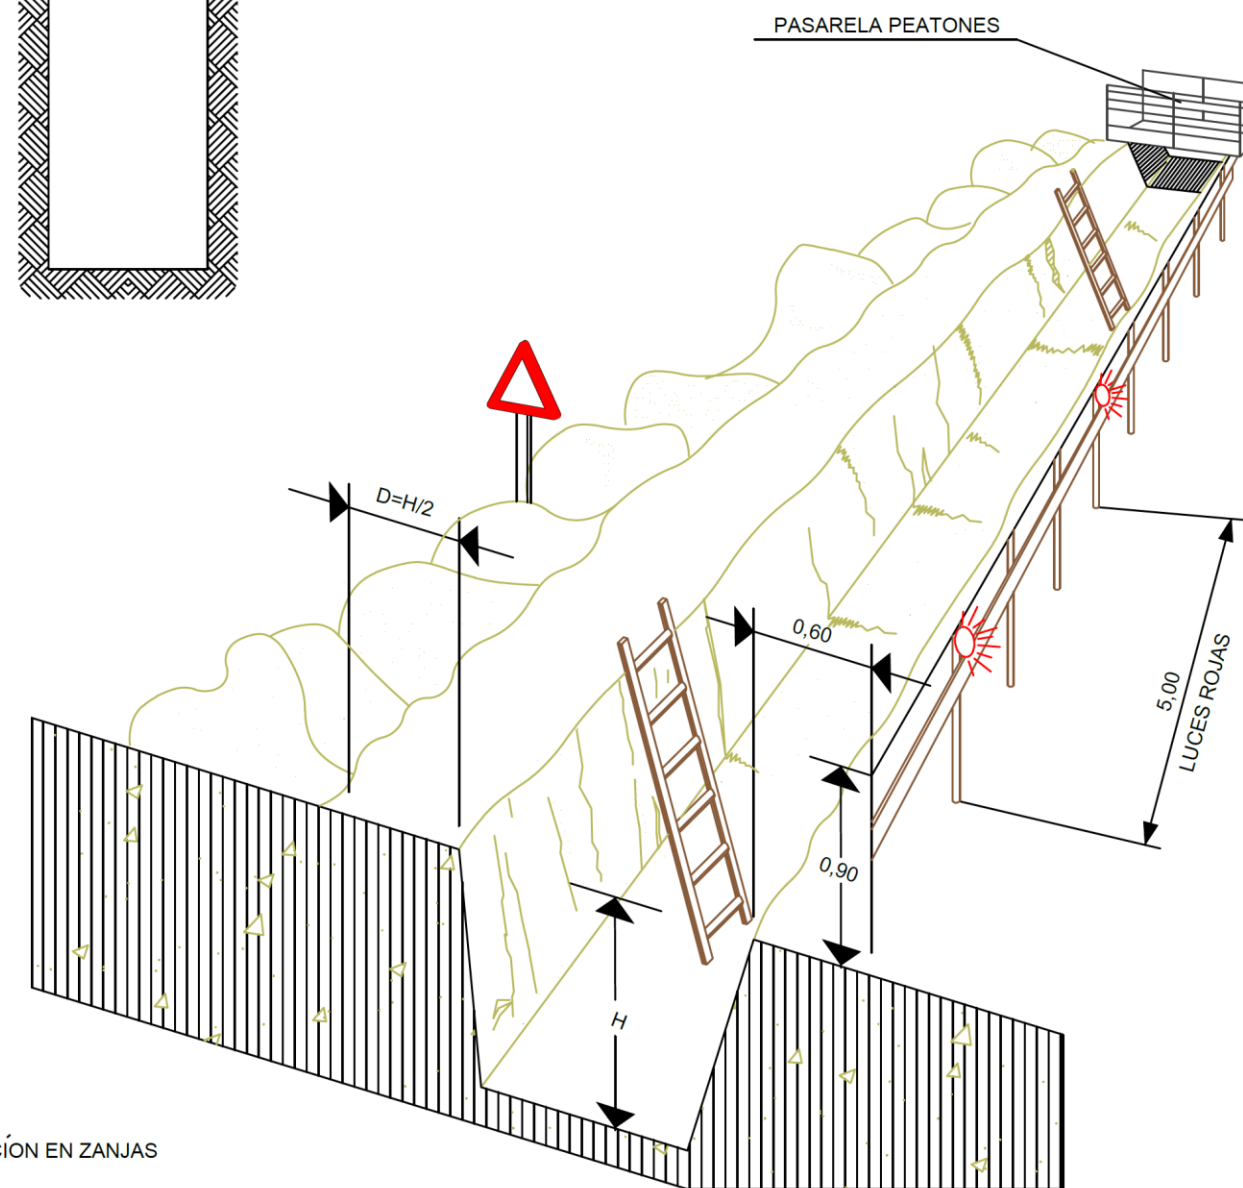 PASARELA PEATONES
D=H/2
0,60
5,00
LUCES ROJAS
0,90
H
EN ZANJAS